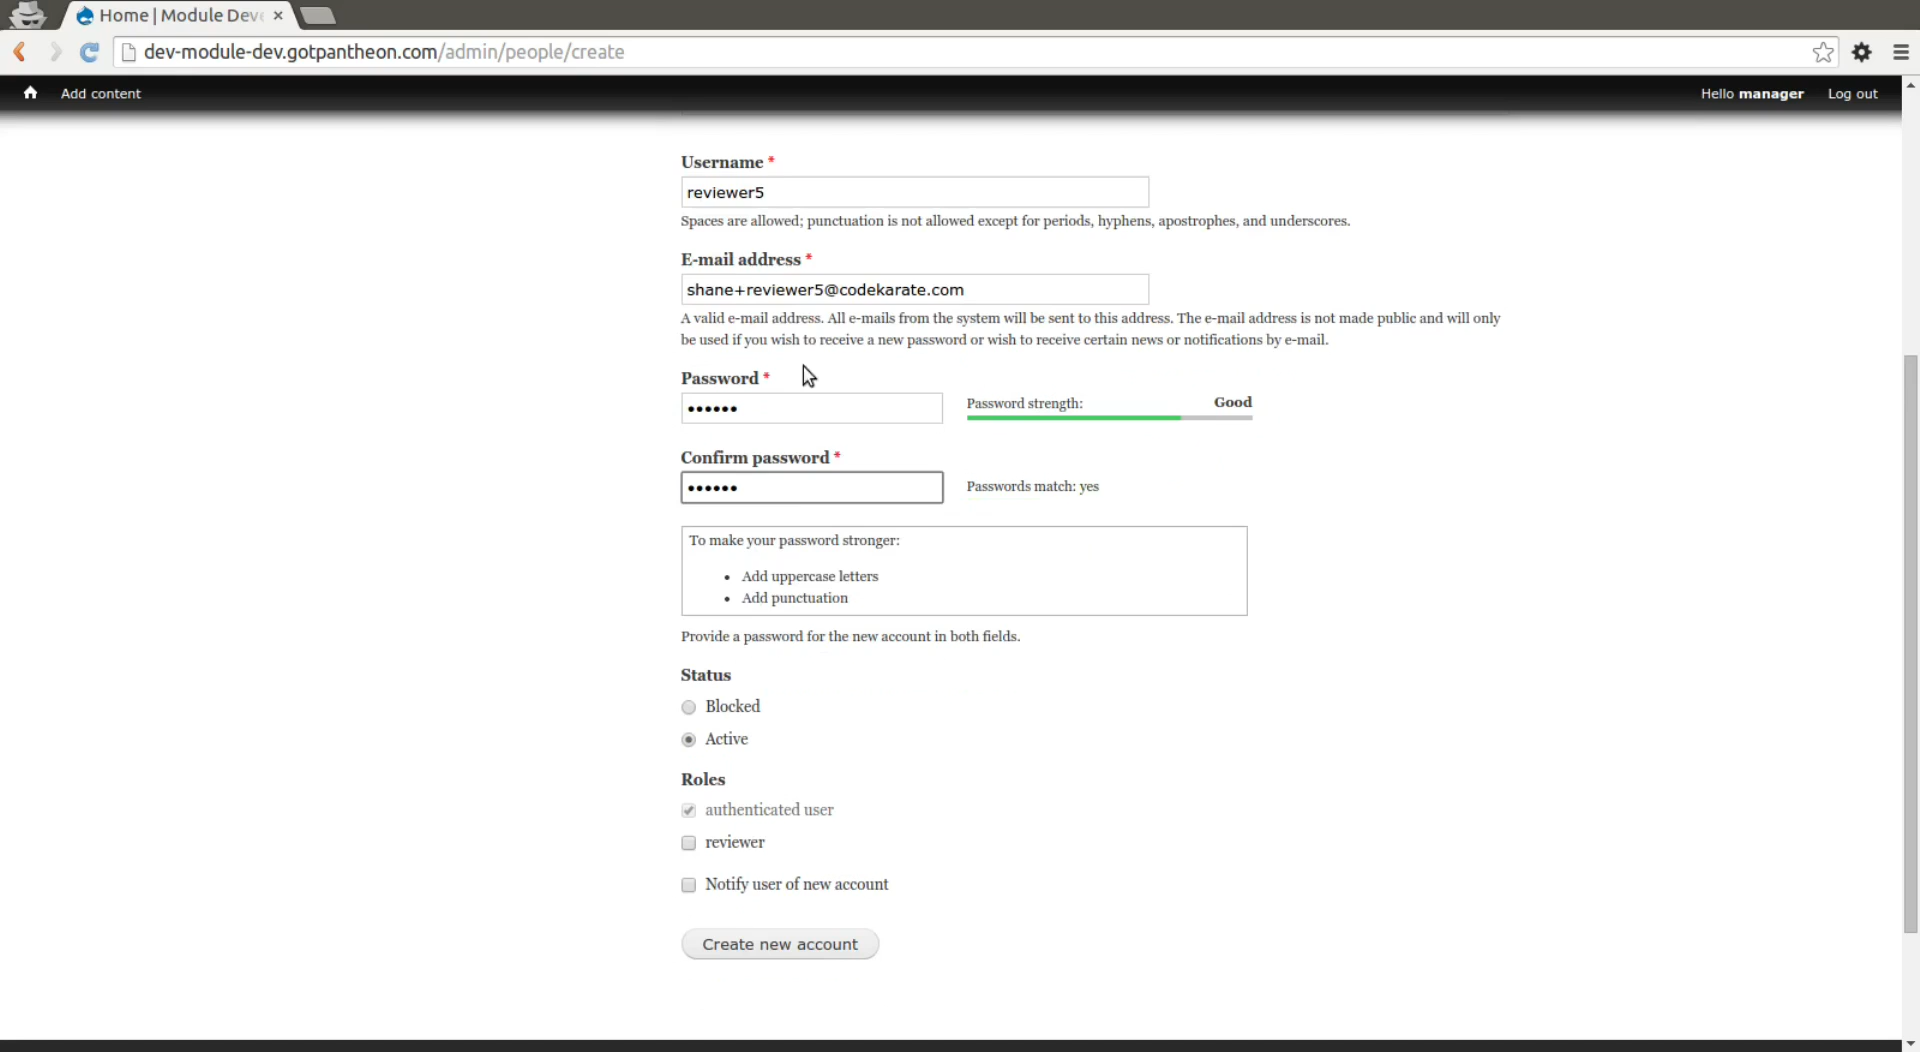 Home | Module Deve
dev-module-dev.gotpantheon.com/admin/people/create
Add content
Hello manager
Log out
Username *
reviewer5
Spaces are allowed; punctuation is not allowed except for periods, hyphens, apostrophes, and underscores.
E-mail address *
shane+reviewer5@codekarate.com
A valid e-mail address. All e-mails from the system will be sent to this address. The e-mail address is not made public and will only
be used if you wish to receive a new password or wish to receive certain news or notifications by e-mail.
Password *
••••••
Password strength:
Good
Confirm password *
••••••
Passwords match: yes
To make your password stronger:
• Add uppercase letters
• Add punctuation
Provide a password for the new account in both fields.
Status
Blocked
Active
Roles
authenticated user
reviewer
Notify user of new account
Create new account